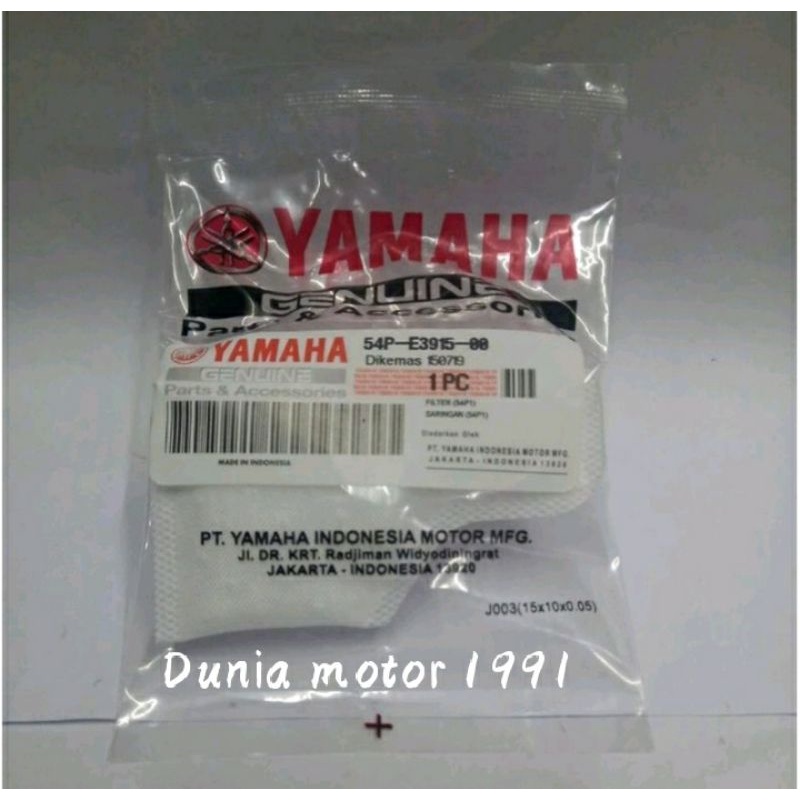 YAMAHA
GENUINE
Parts & Accessories
YAMAHA
GENUINE
Parts & Accessories
54P-E3915-00
Dikemas 150719
1 PC
FILTER (54P1)
SARINGAN (54P1)
Diedarkan Oleh
PT. YAMAHA INDONESIA MOTOR MFG.
JAKARTA - INDONESIA 13920
MADE IN INDONESIA
PT. YAMAHA INDONESIA MOTOR MFG.
Jl. DR. KRT. Radjiman Widyodiningrat
JAKARTA - INDONESIA 13920
J003(15x10x0.05)
Dunia motor 1991
+